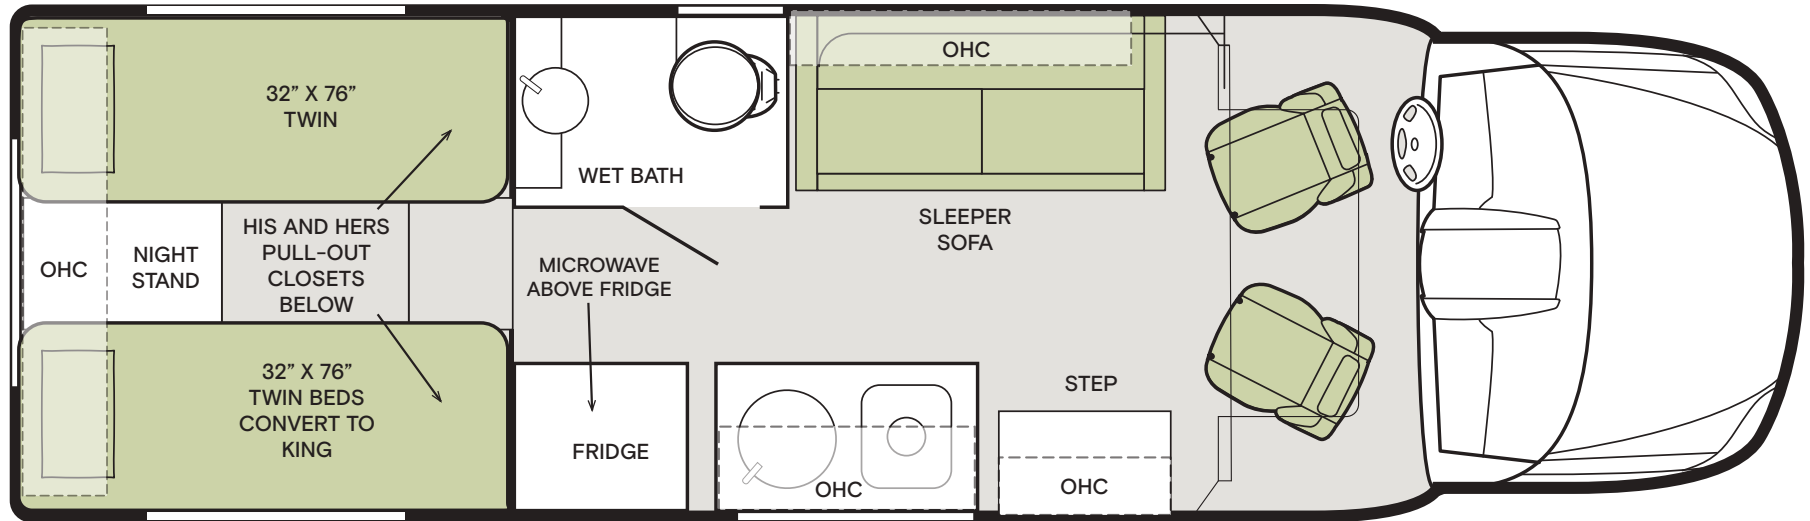 OHC
32” X 76”
TWIN
WET BATH
HIS AND HERS
PULL-OUT
CLOSETS
BELOW
OHC
NIGHT
STAND
SLEEPER
SOFA
MICROWAVE
ABOVE FRIDGE
32” X 76”
TWIN BEDS
CONVERT TO
KING
STEP
FRIDGE
OHC
OHC